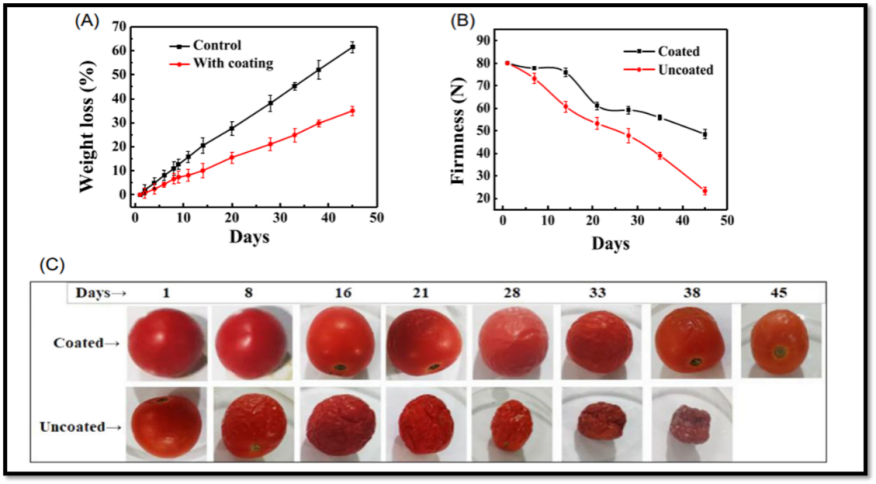 (A)
70
60
50
40
30
20
10
0
Weight loss (%)
Control
With coating
0 10 20 30 40 50
Days
(B)
90
80
70
60
50
40
30
20
Firmness (N)
Coated
Uncoated
0 10 20 30 40 50
Days
(C)
Days→ 1 8 16 21 28 33 38 45
Coated→
Uncoated→